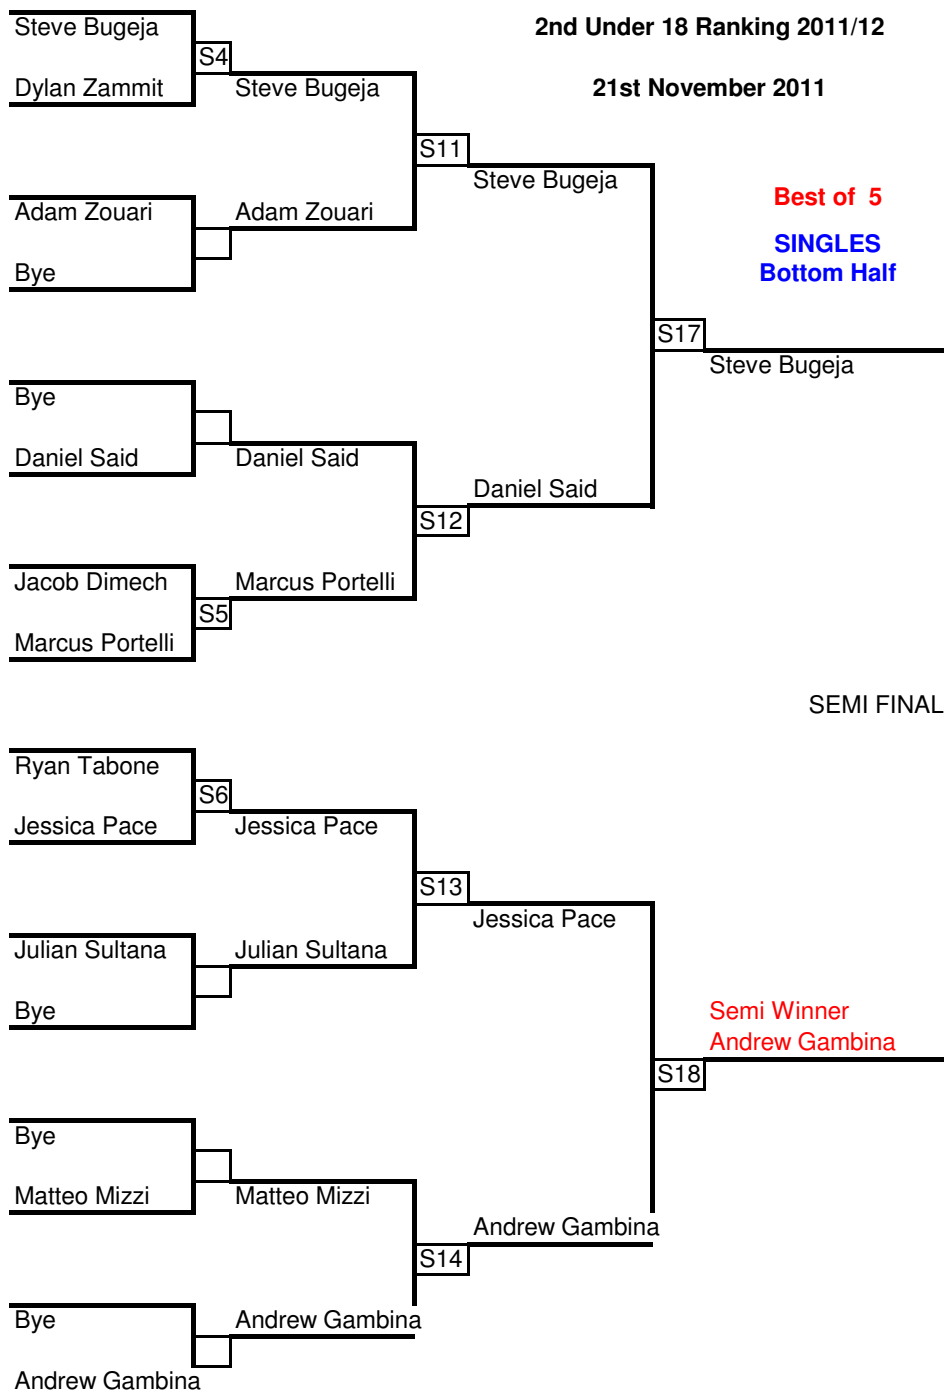 Steve Bugeja
2nd Under 18 Ranking 2011/12
S4
Dylan Zammit
Steve Bugeja
21st November 2011
S11
Steve Bugeja
Best of 5
Adam Zouari
Adam Zouari
SINGLES
Bottom Half
Bye
S17
Steve Bugeja
Bye
Daniel Said
Daniel Said
Daniel Said
S12
Jacob Dimech
Marcus Portelli
S5
Marcus Portelli
SEMI FINAL
Ryan Tabone
S6
Jessica Pace
Jessica Pace
S13
Jessica Pace
Julian Sultana
Julian Sultana
Bye
Semi Winner
Andrew Gambina
S18
Bye
Matteo Mizzi
Matteo Mizzi
Andrew Gambina
S14
Bye
Andrew Gambina
Andrew Gambina